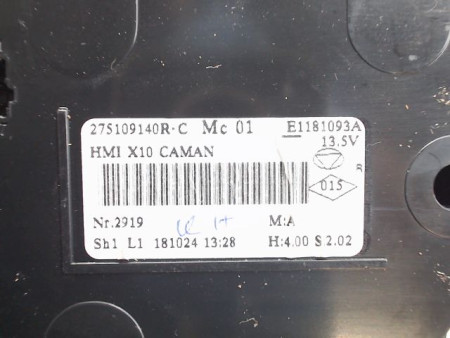 275109140R-C Mc 01 E1181093A
13.5V
HMI X10 CAMAN
015
R
Nr.2919 M:A
Sh1 L1 181024 13:28 H:4.00 S 2.02